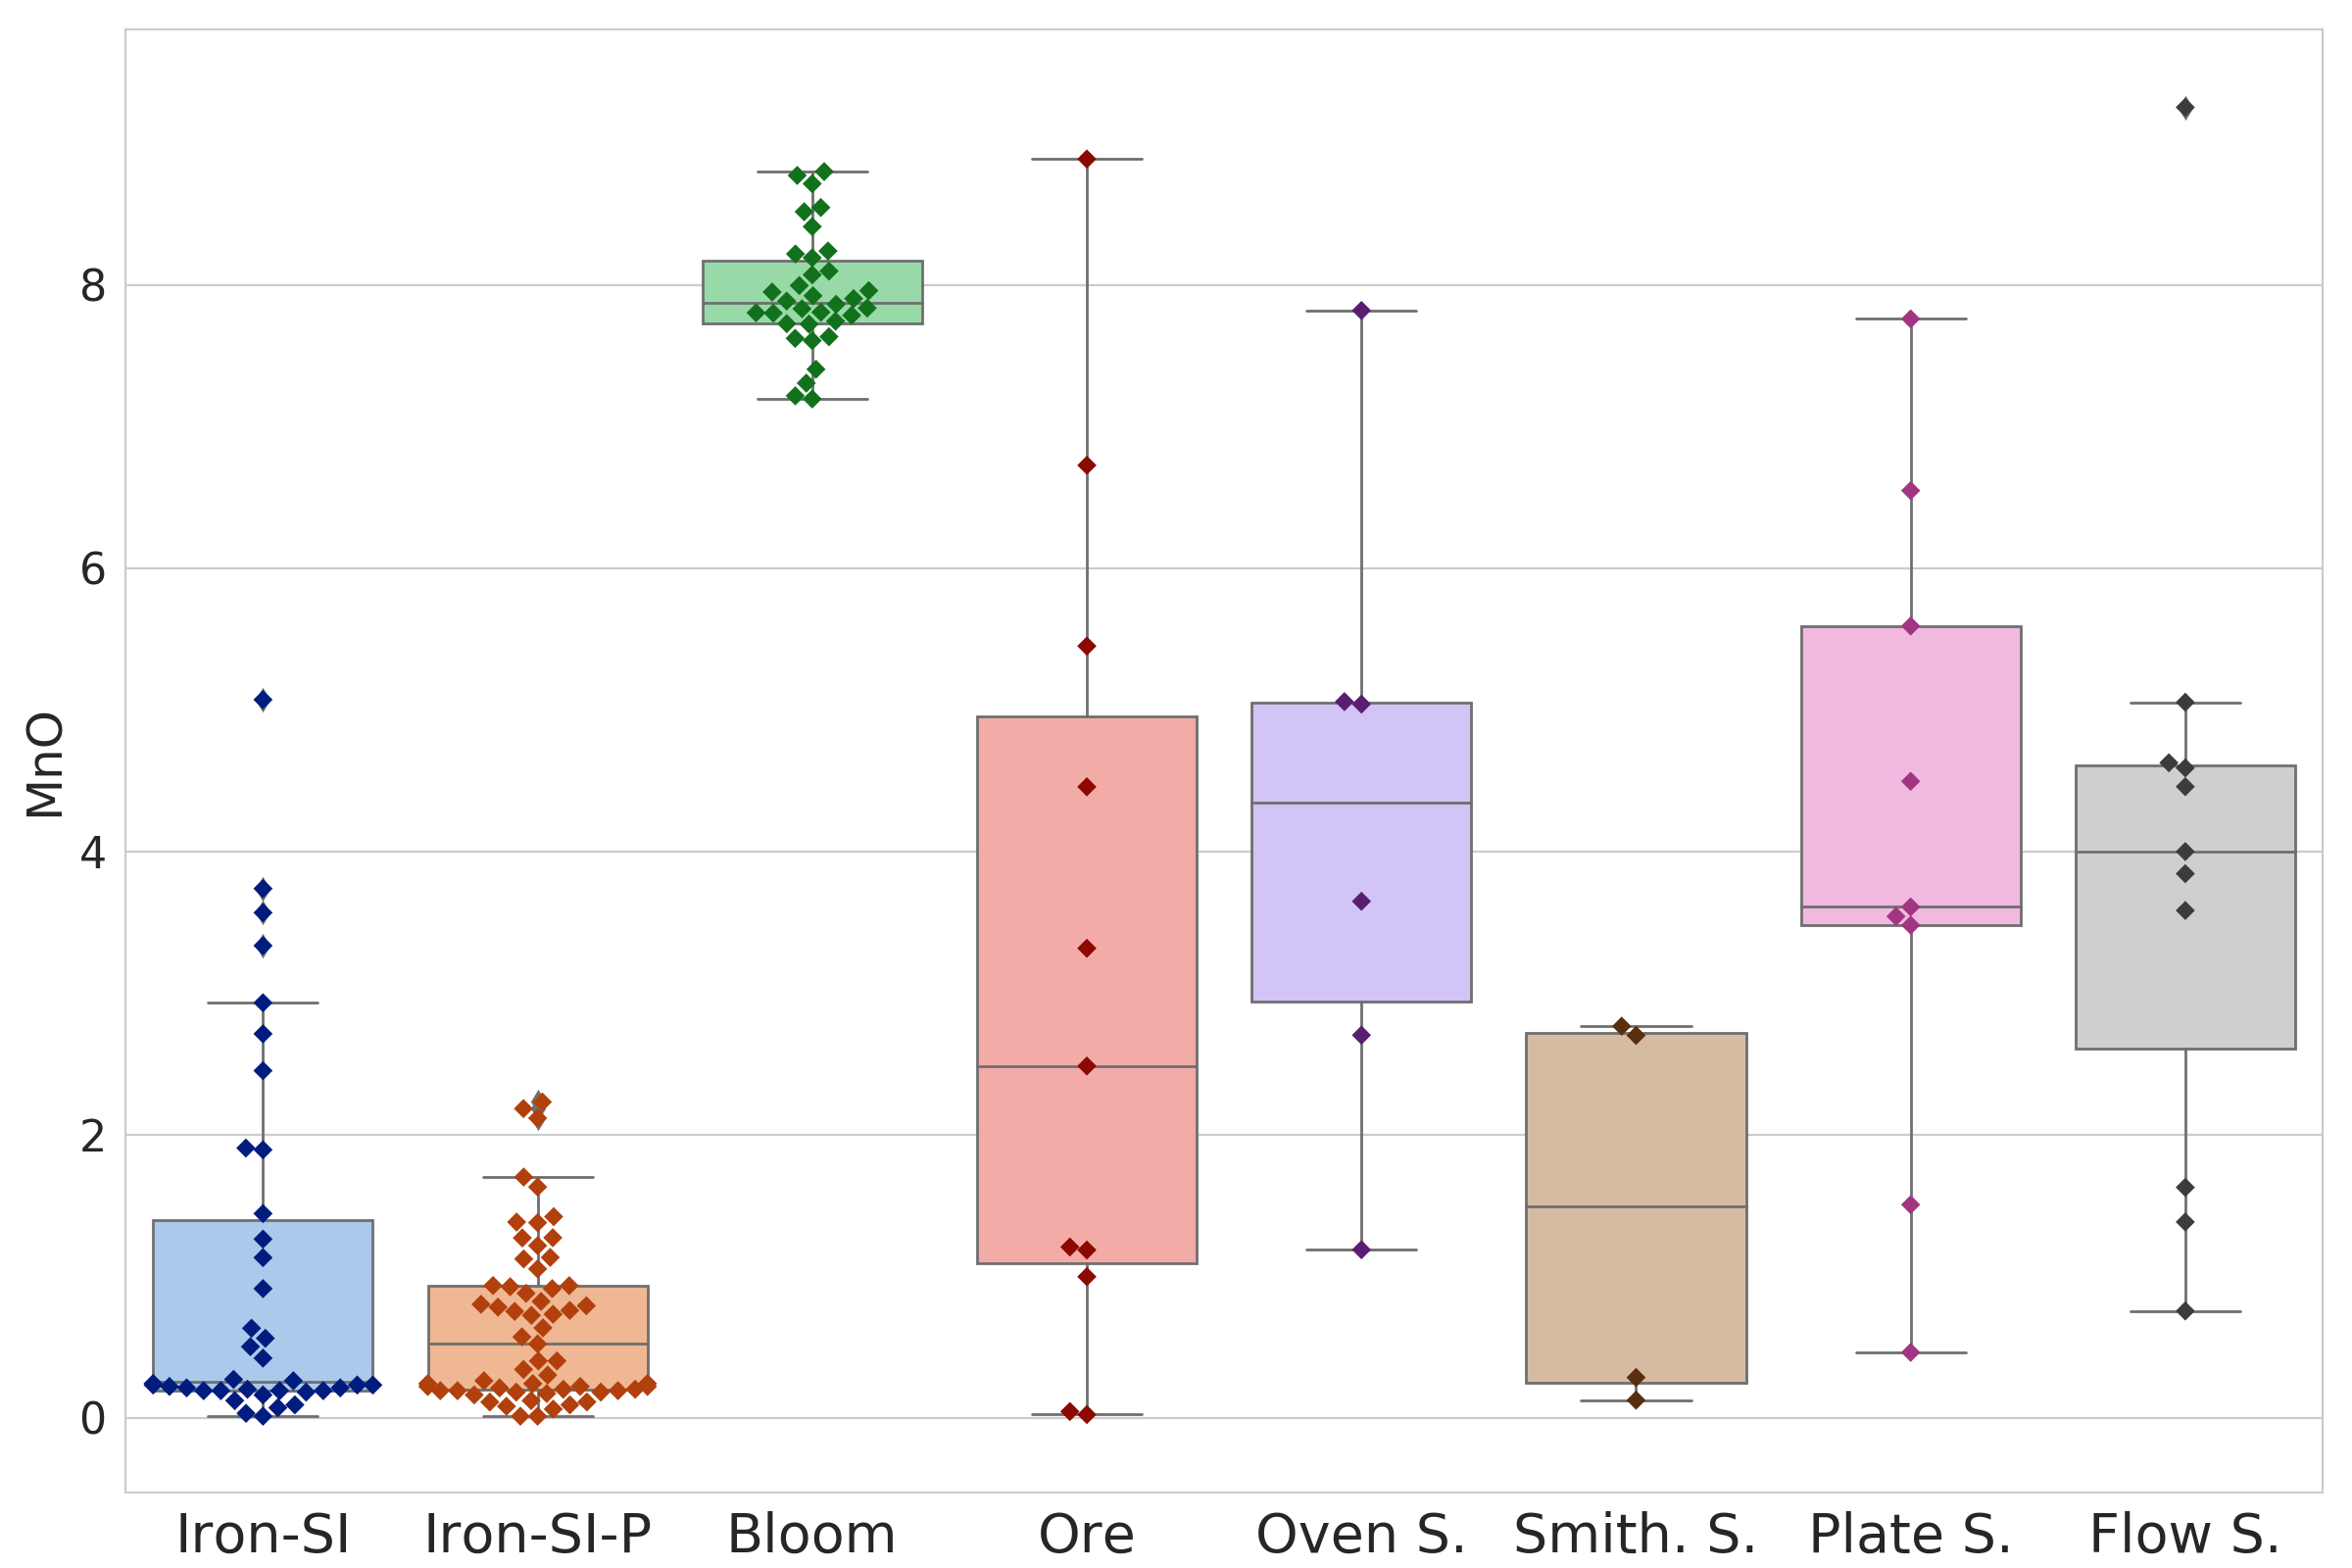 MnO
8
6
4
2
0
Iron-SI Iron-SI-P Bloom Ore Oven S. Smith. S. Plate S. Flow S.